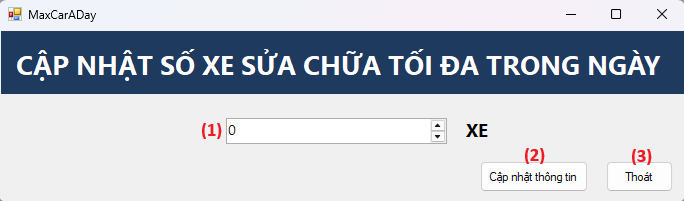 MaxCarADay
CẬP NHẬT SỐ XE SỬA CHỮA TỐI ĐA TRONG NGÀY
(1) 0 XE
(2) (3)
Cập nhật thông tin Thoát